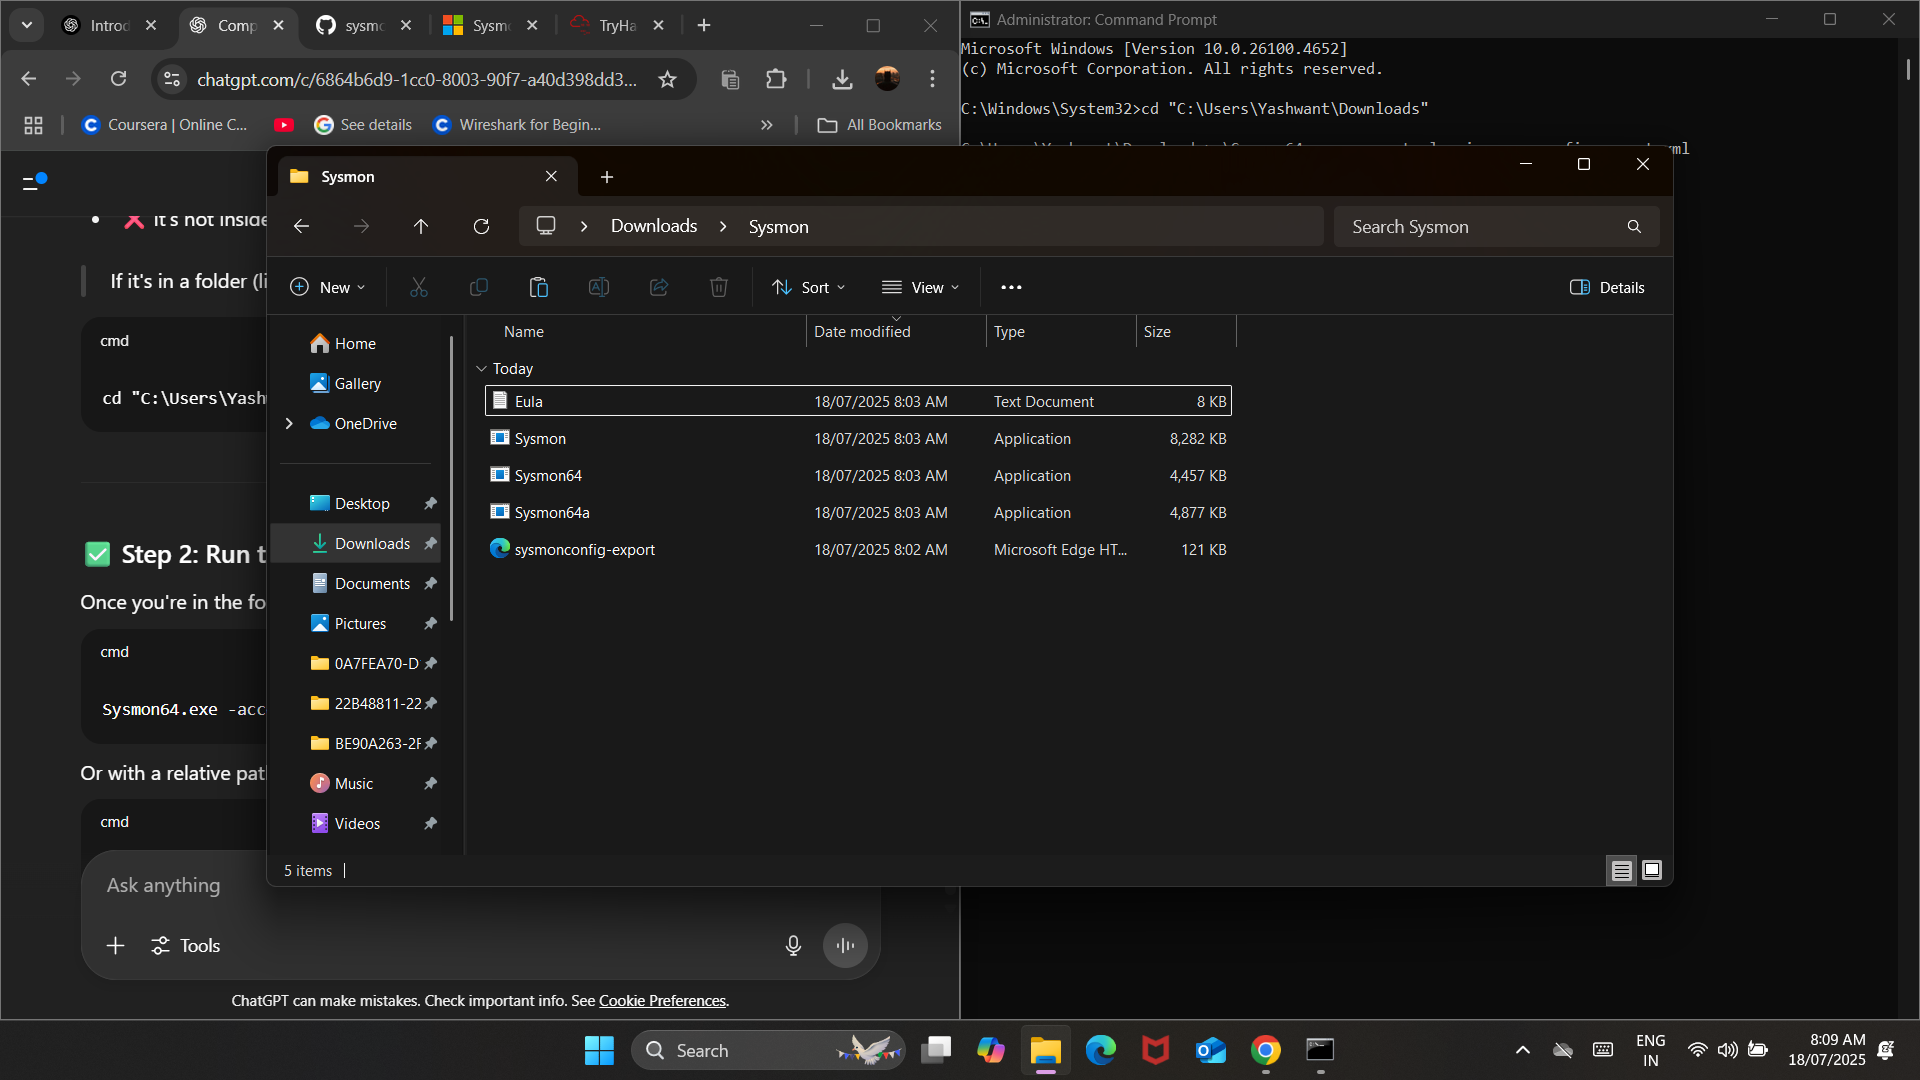 Introd
Comp
sysmo
Sysmo
TryHa
chatgpt.com/c/6864b6d9-1cc0-8003-90f7-a40d398dd3...
Coursera | Online C...
See details
Wireshark for Begin...
All Bookmarks
It's not inside
If it's in a folder (li
cmd
cd "C:\Users\Yashw
Step 2: Run t
Once you're in the fo
cmd
Sysmon64.exe -acc
Or with a relative pat
cmd
Ask anything
Tools
ChatGPT can make mistakes. Check important info. See Cookie Preferences.
Administrator: Command Prompt
Microsoft Windows [Version 10.0.26100.4652]
(c) Microsoft Corporation. All rights reserved.
C:\Windows\System32>cd "C:\Users\Yashwant\Downloads"
Sysmon
Downloads
Sysmon
Search Sysmon
New
Sort
View
Details
Home
Gallery
OneDrive
Desktop
Downloads
Documents
Pictures
0A7FEA70-D
22B48811-22
BE90A263-2F
Music
Videos
Name Date modified Type Size
Today
Eula 18/07/2025 8:03 AM Text Document 8 KB
Sysmon 18/07/2025 8:03 AM Application 8,282 KB
Sysmon64 18/07/2025 8:03 AM Application 4,457 KB
Sysmon64a 18/07/2025 8:03 AM Application 4,877 KB
sysmonconfig-export 18/07/2025 8:02 AM Microsoft Edge HT... 121 KB
5 items
Search
ENG
IN
8:09 AM
18/07/2025